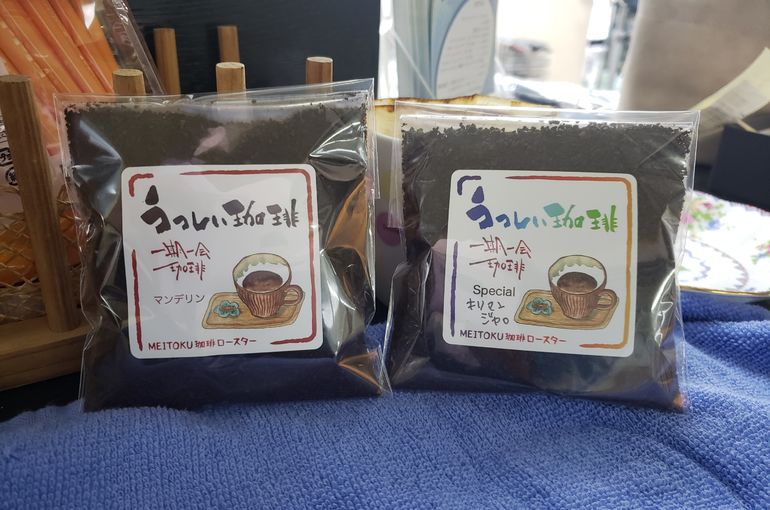 うつしい珈琲
一期一会
珈琲
マンデリン
MEITOKU 珈琲ロースター
うつしい珈琲
一期一会
珈琲
Special
キリマン
ジャロ
MEITOKU 珈琲ロースター